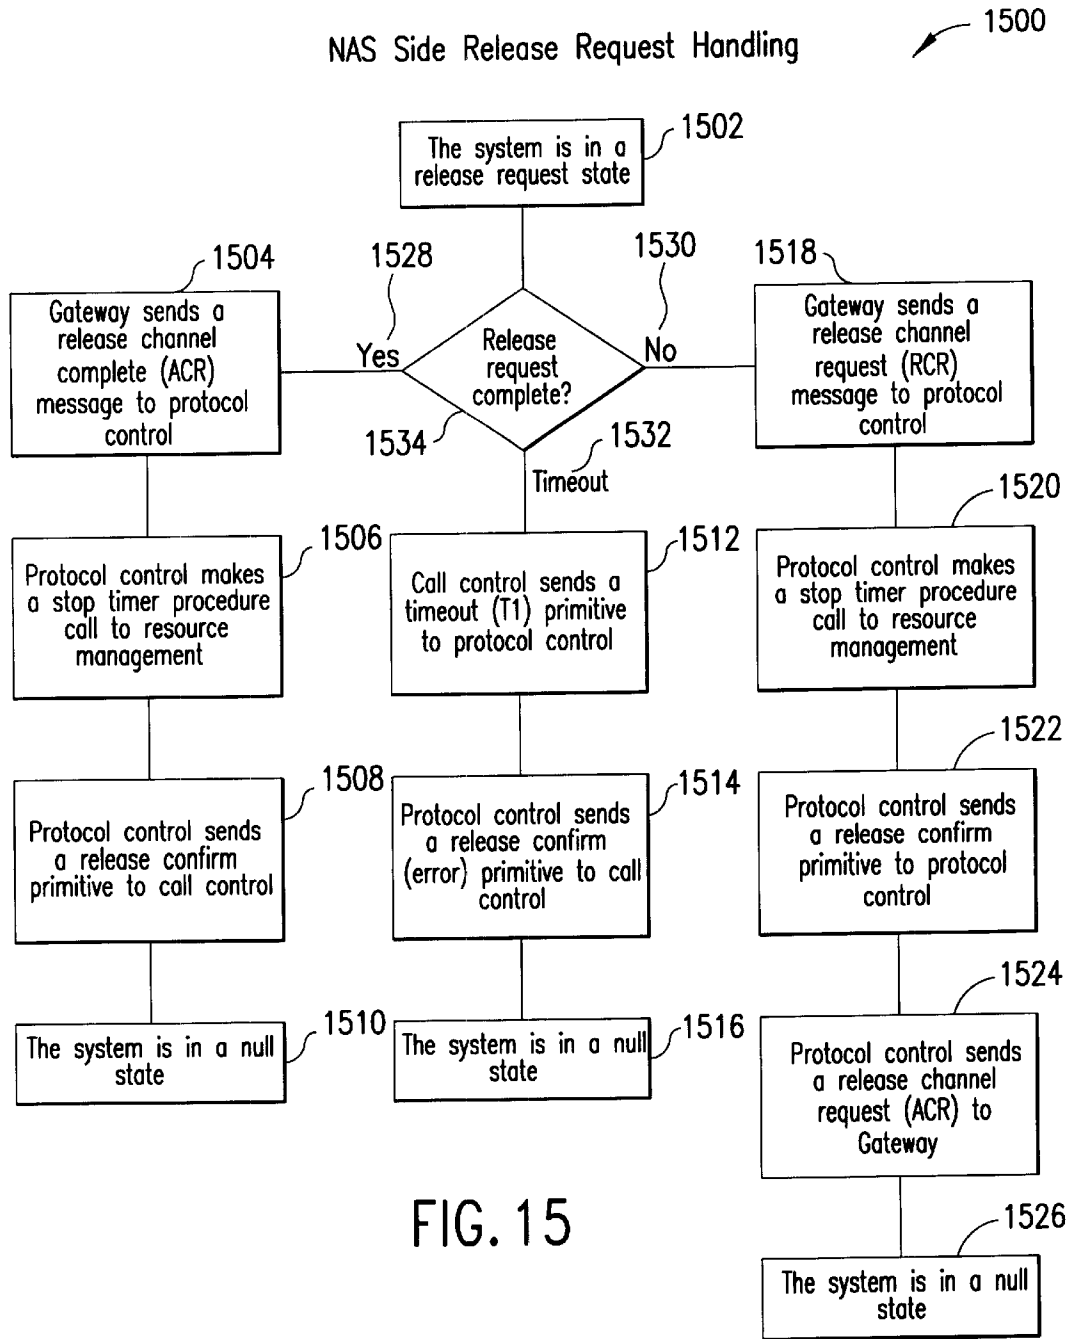 1500
NAS Side Release Request Handling
1502
The system is in a
release request state
1504
Gateway sends a
release channel
complete (ACR)
message to protocol
control
1528
Yes
1530
No
Release
request
complete?
1534
1532
Timeout
1518
Gateway sends a
release channel
request (RCR)
message to protocol
control
1506
Protocol control makes
a stop timer procedure
call to resource
management
1512
Call control sends a
timeout (T1) primitive
to protocol control
1520
Protocol control makes
a stop timer procedure
call to resource
management
1508
Protocol control sends
a release confirm
primitive to call control
1514
Protocol control sends
a release confirm
(error) primitive to call
control
1522
Protocol control sends
a release confirm
primitive to protocol
control
1510
The system is in a null
state
1516
The system is in a null
state
1524
Protocol control sends
a release channel
request (ACR) to
Gateway
1526
The system is in a null
state
FIG. 15